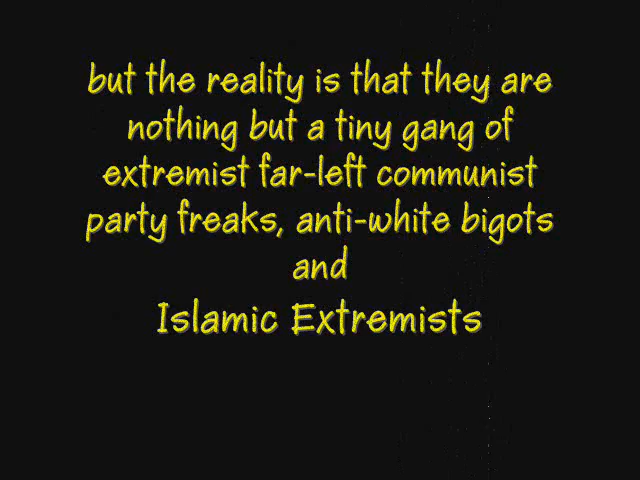 but the reality is that they are
nothing but a tiny gang of
extremist far-left communist
party freaks, anti-white bigots
and
Islamic Extremists